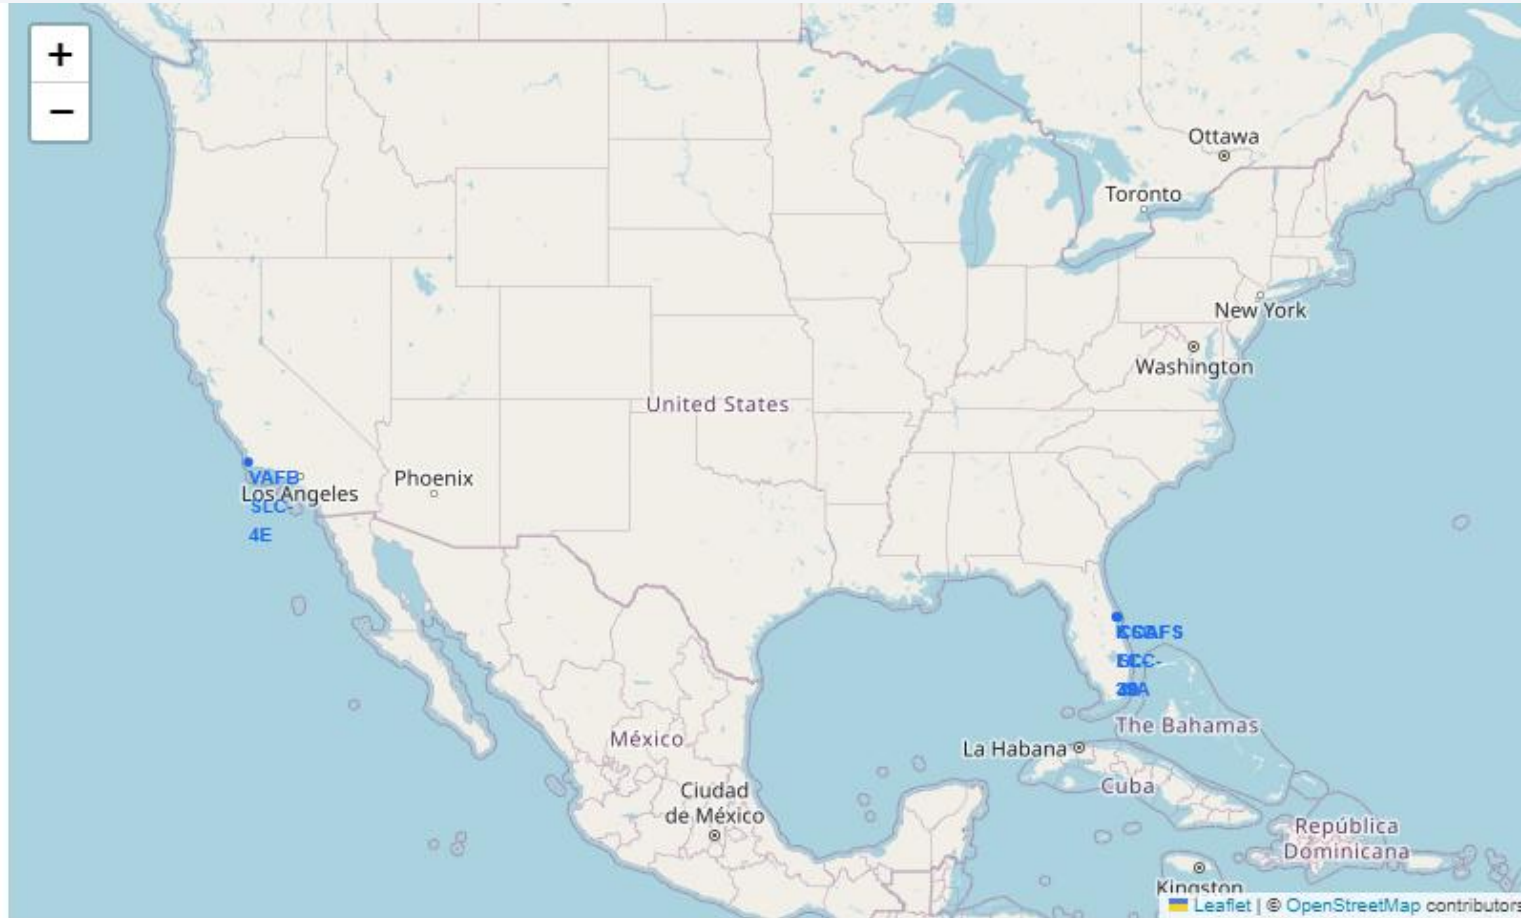 +
−
Ottawa
Toronto
New York
Washington
United States
VAFB
SLC-
4E
Los Angeles
Phoenix
The Bahamas
La Habana
México
Cuba
Ciudad
de México
República
Dominicana
Kingston
Leaflet | © OpenStreetMap contributors